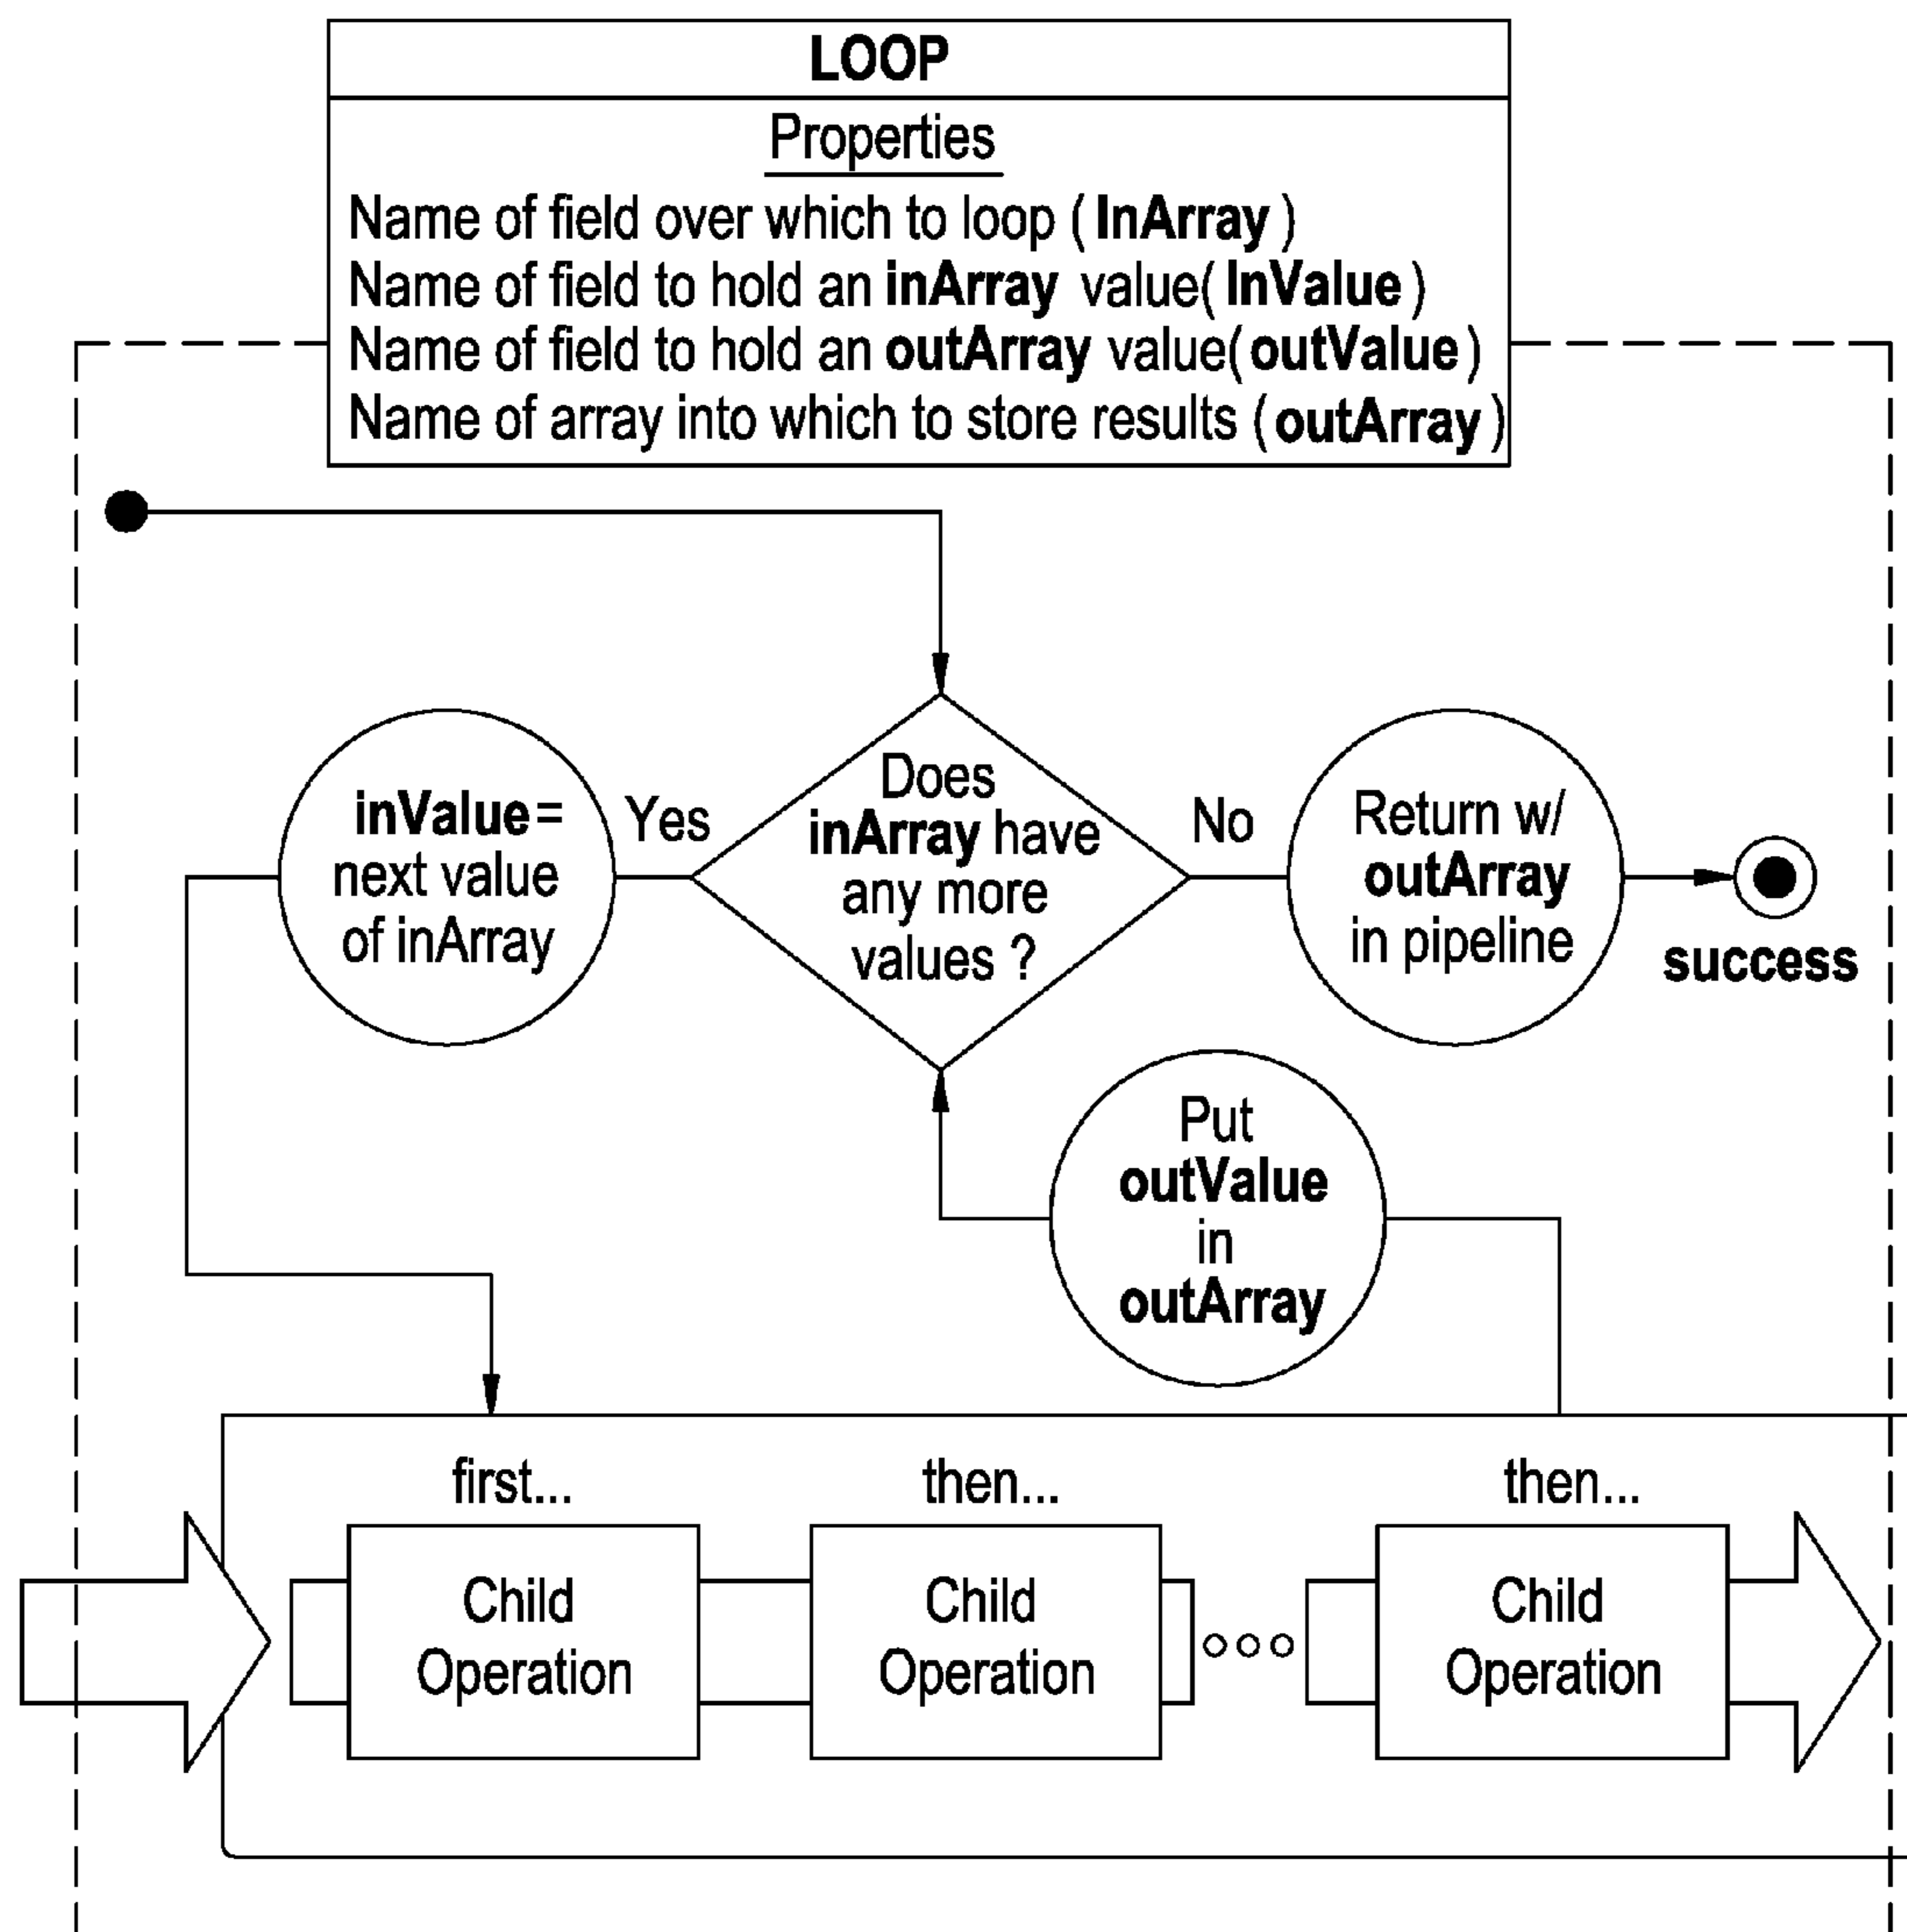 LOOP
Properties
Name of field over which to loop ( InArray )
Name of field to hold an inArray value( InValue )
Name of field to hold an outArray value( outValue )
Name of array into which to store results ( outArray )
inValue =
next value
of inArray
Yes
Does
inArray have
any more
values ?
No
Return w/
outArray
in pipeline
success
Put
outValue
in
outArray
first...
then...
then...
Child
Operation
Child
Operation
Child
Operation